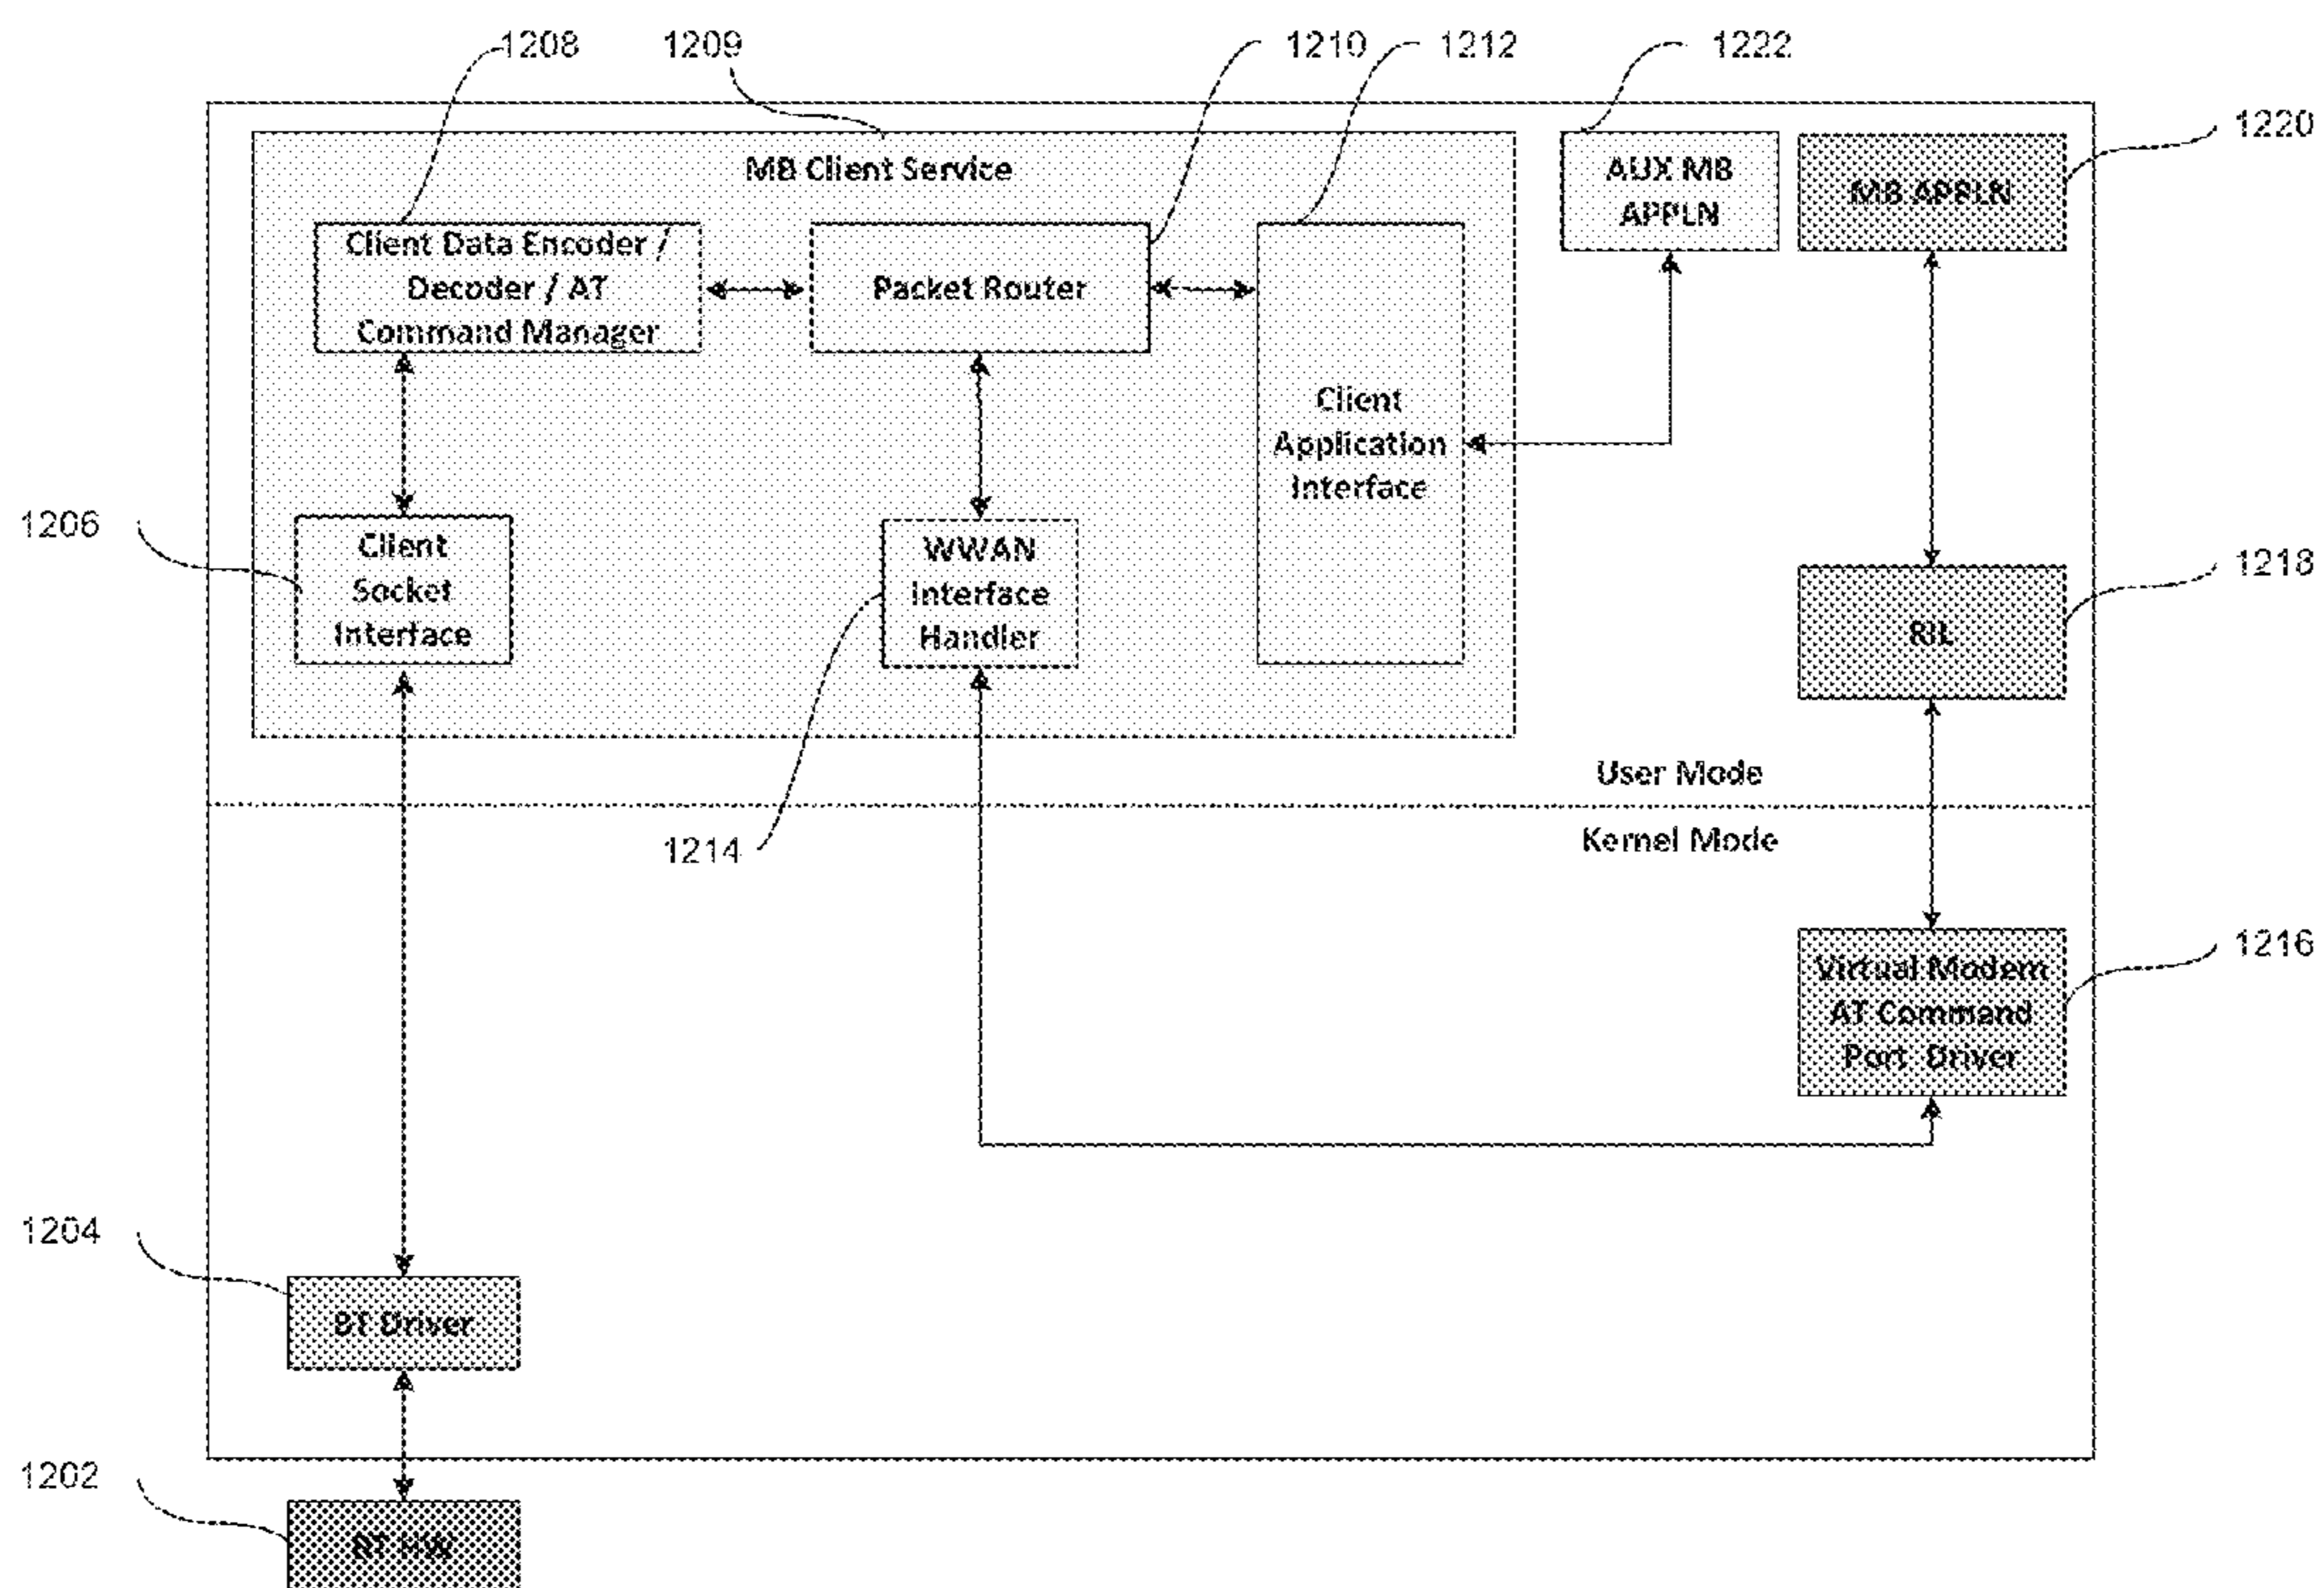 1208
1209
1210
1212
1222
1220
MB Client Service
AUX MB
APPLN
MB APPLN
Client Data Encoder /
Decoder / AT
Command Manager
Packet Router
Client
Application
Interface
1206
Client
Socket
Interface
WWAN
Interface
Handler
1218
RIL
User Mode
Kernel Mode
1214
1216
Virtual Modem
AT Command
Port Driver
1204
BT Driver
1202
BT HW